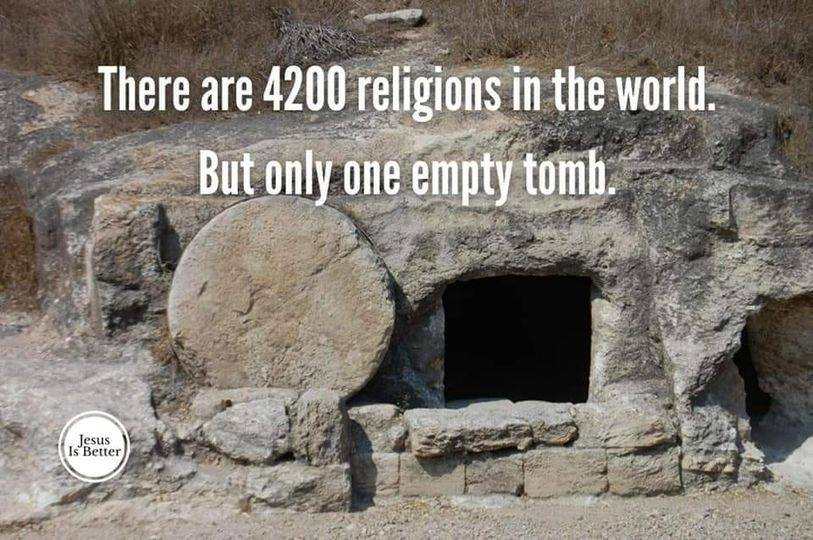 There are 4200 religions in the world.
But only one empty tomb.
Jesus
Is Better